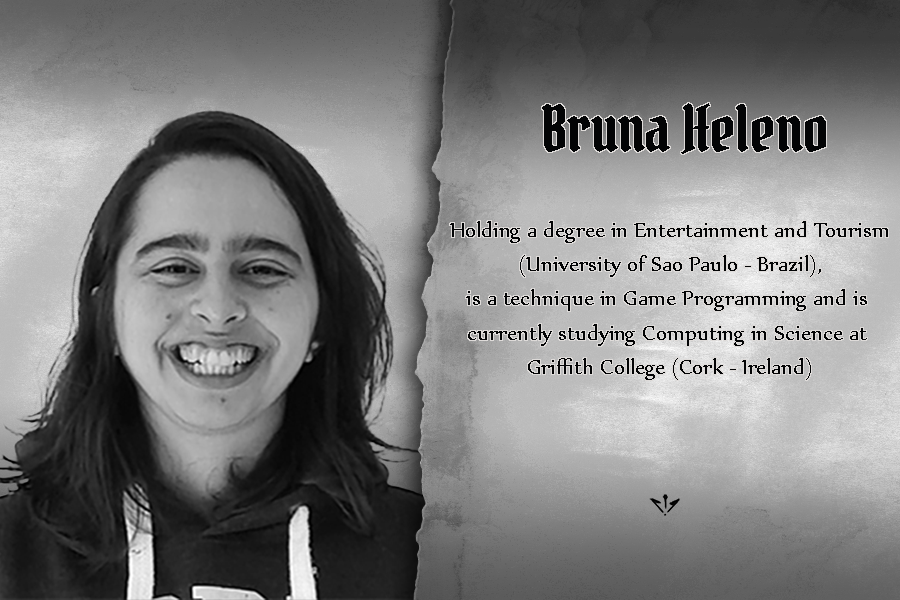 Bruna Heleno
Holding a degree in Entertainment and Tourism
(University of Sao Paulo - Brazil),
is a technique in Game Programming and is
currently studying Computing in Science at
Griffith College (Cork - Ireland)